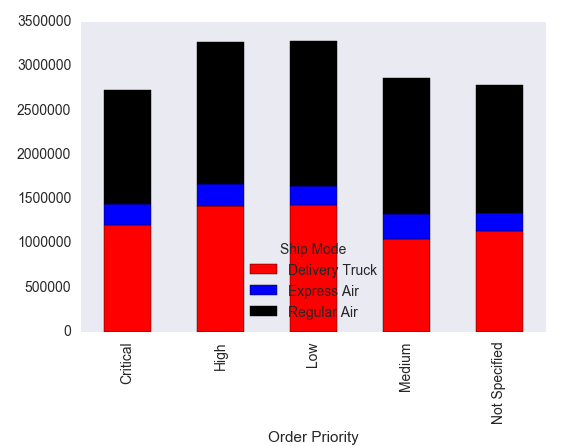 3500000
3000000
2500000
2000000
1500000
1000000
500000
0
Ship Mode
Delivery Truck
Express Air
Regular Air
Critical
High
Low
Medium
Not Specified
Order Priority